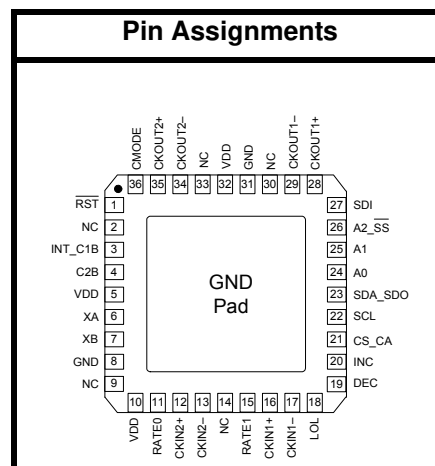 Pin Assignments
CMODE
CKOUT2+
CKOUT2–
NC
VDD
GND
NC
CKOUT1–
CKOUT1+
36 35 34 33 32 31 30 29 28
RST 1
NC 2
INT_C1B 3
C2B 4
VDD 5
XA 6
XB 7
GND 8
NC 9
GND
Pad
27 SDI
26 A2_SS
25 A1
24 A0
23 SDA_SDO
22 SCL
21 CS_CA
20 INC
19 DEC
10 11 12 13 14 15 16 17 18
VDD
RATE0
CKIN2+
CKIN2–
NC
RATE1
CKIN1+
CKIN1–
LOL